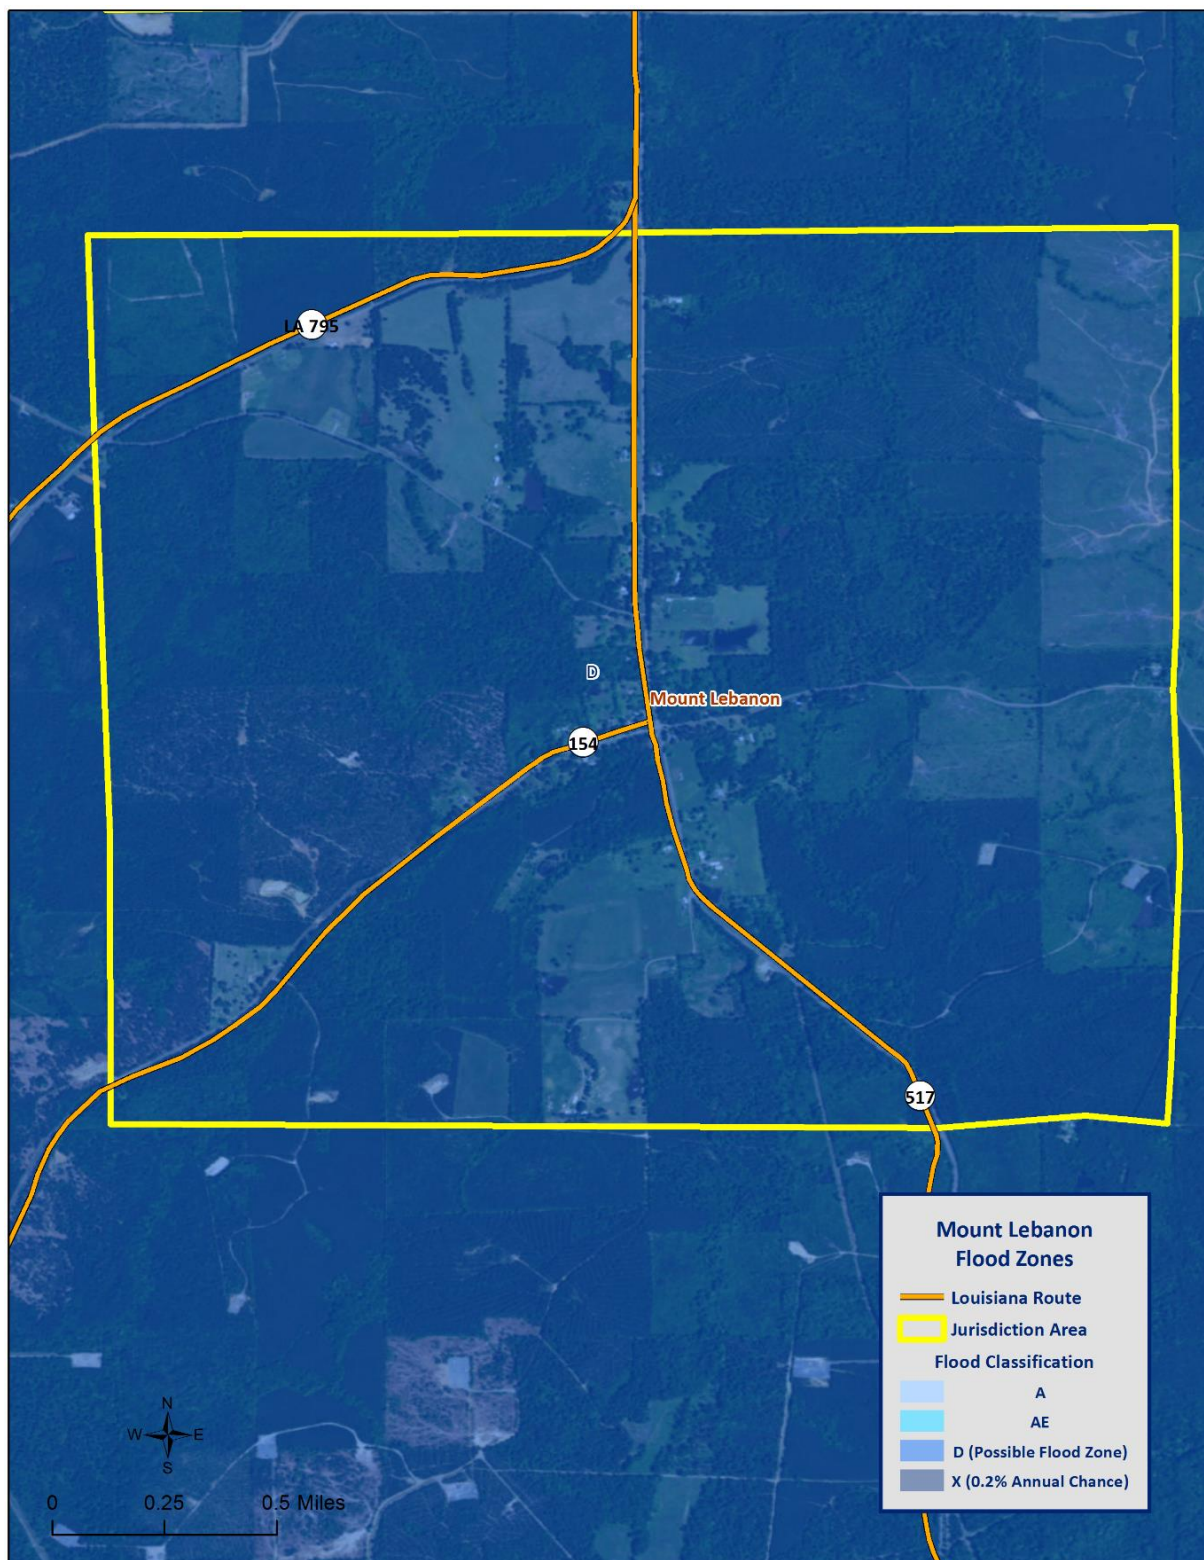 LA 795
D
Mount Lebanon
154
517
Mount Lebanon
Flood Zones
Louisiana Route
Jurisdiction Area
Flood Classification
A
AE
D (Possible Flood Zone)
X (0.2% Annual Chance)
N
W E
S
0 0.25 0.5 Miles